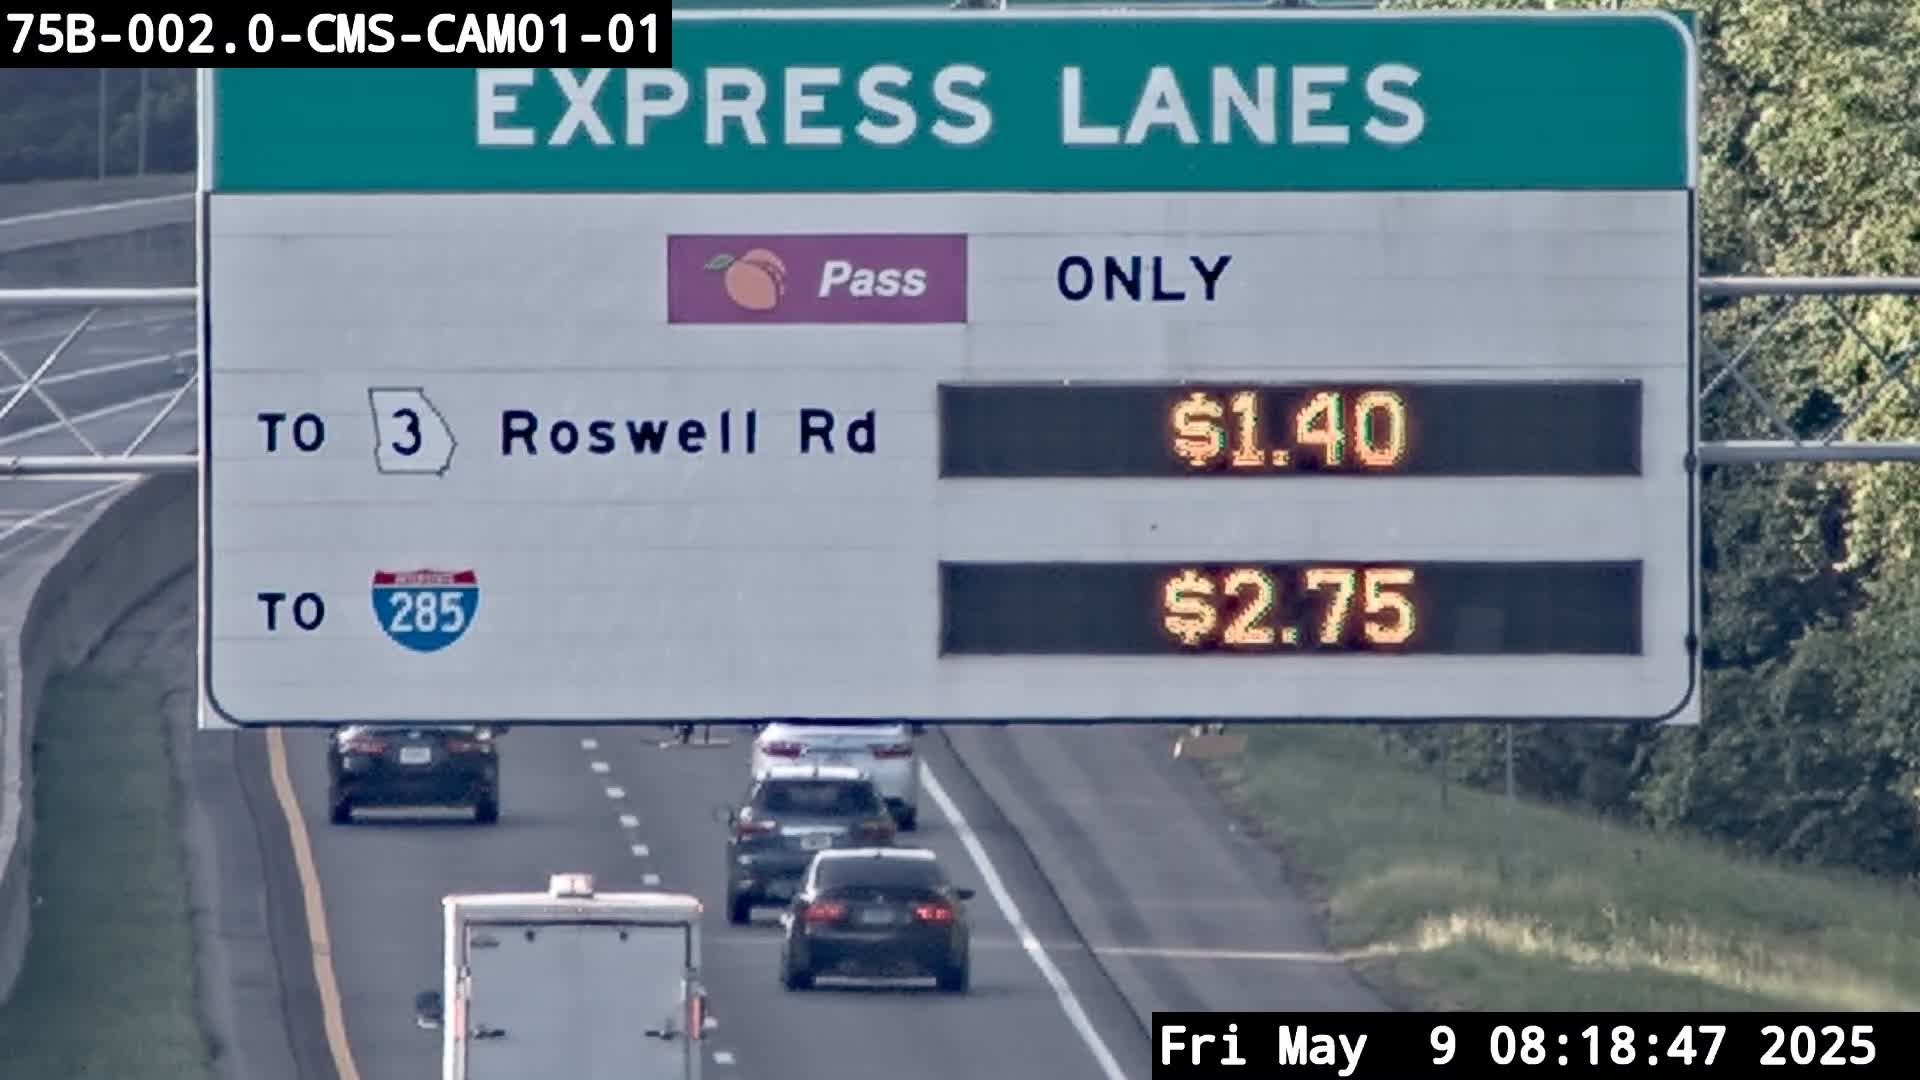 75B-002.0-CMS-CAM01-01
EXPRESS LANES
Pass ONLY
TO 3 Roswell Rd $1.40
TO 285 $2.75
Fri May 9 08:18:47 2025